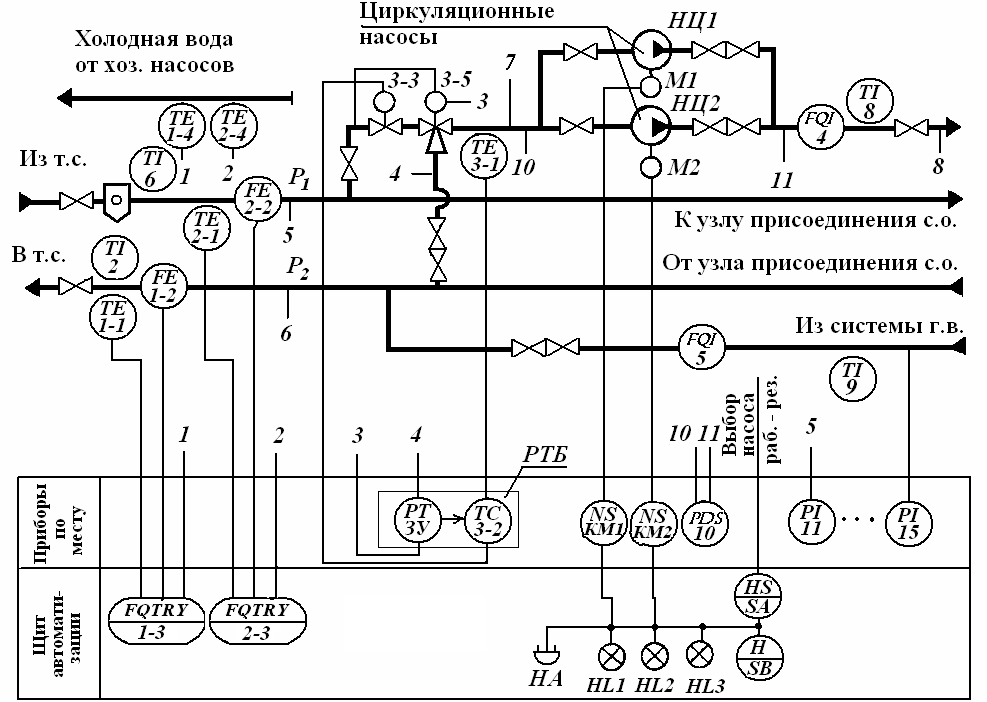 Циркуляционные
насосы
НЦ1
Холодная вода
от хоз. насосов
3-3
3-5
3
7
М1
НЦ2
TI
8
FQI
4
TE
1-4
TE
2-4
TE
3-1
10
М2
11
8
Из т.с.
TI
6
1
2
4
FE
2-2
P1
5
К узлу присоединения с.о.
TE
2-1
В т.с.
TI
2
FE
1-2
P2
6
От узла присоединения с.о.
TE
1-1
Из системы г.в.
FQI
5
TI
9
1
2
3
4
РТБ
10
11
Выбор
насоса
раб. - рез.
5
Приборы
по
месту
РТ
ЗУ
TC
3-2
NS
КМ1
NS
КМ2
PDS
10
PI
11
PI
15
Щит
автомати-
зации
FQTRY
1-3
FQTRY
2-3
HS
SA
H
SB
HA
HL1
HL2
HL3